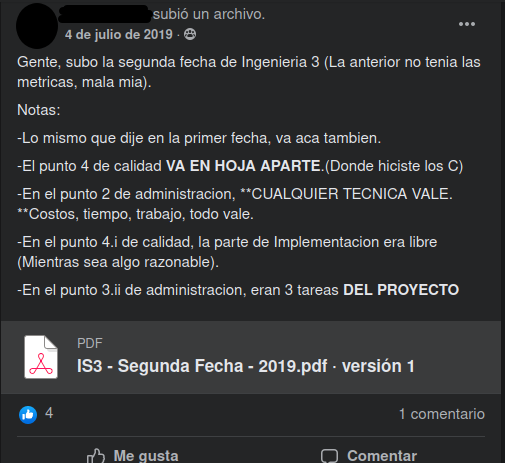 subió un archivo.
4 de julio de 2019 ·
Gente, subo la segunda fecha de Ingenieria 3 (La anterior no tenia las
metricas, mala mia).
Notas:
-Lo mismo que dije en la primer fecha, va aca tambien.
-El punto 4 de calidad VA EN HOJA APARTE.(Donde hiciste los C)
-En el punto 2 de administracion, **CUALQUIER TECNICA VALE.
**Costos, tiempo, trabajo, todo vale.
-En el punto 4.i de calidad, la parte de Implementacion era libre
(Mientras sea algo razonable).
-En el punto 3.ii de administracion, eran 3 tareas DEL PROYECTO
PDF
IS3 - Segunda Fecha - 2019.pdf · versión 1
4
1 comentario
Me gusta
Comentar